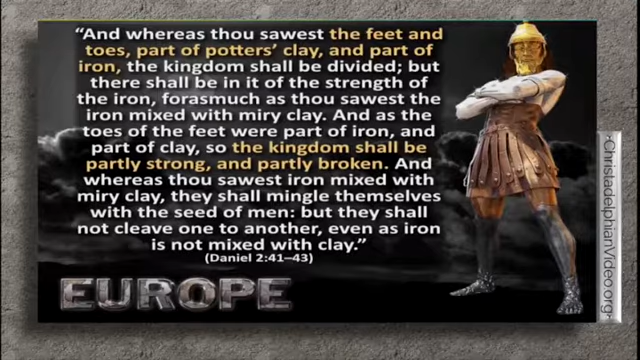 “And whereas thou sawest the feet and
toes, part of potters’ clay, and part of
iron, the kingdom shall be divided; but
there shall be in it of the strength of
the iron, forasmuch as thou sawest the
iron mixed with miry clay. And as the
toes of the feet were part of iron, and
part of clay, so the kingdom shall be
partly strong, and partly broken. And
whereas thou sawest iron mixed with
miry clay, they shall mingle themselves
with the seed of men: but they shall
not cleave one to another, even as iron
is not mixed with clay.”
(Daniel 2:41–43)
EUROPE
ChristadelphianVideo.org